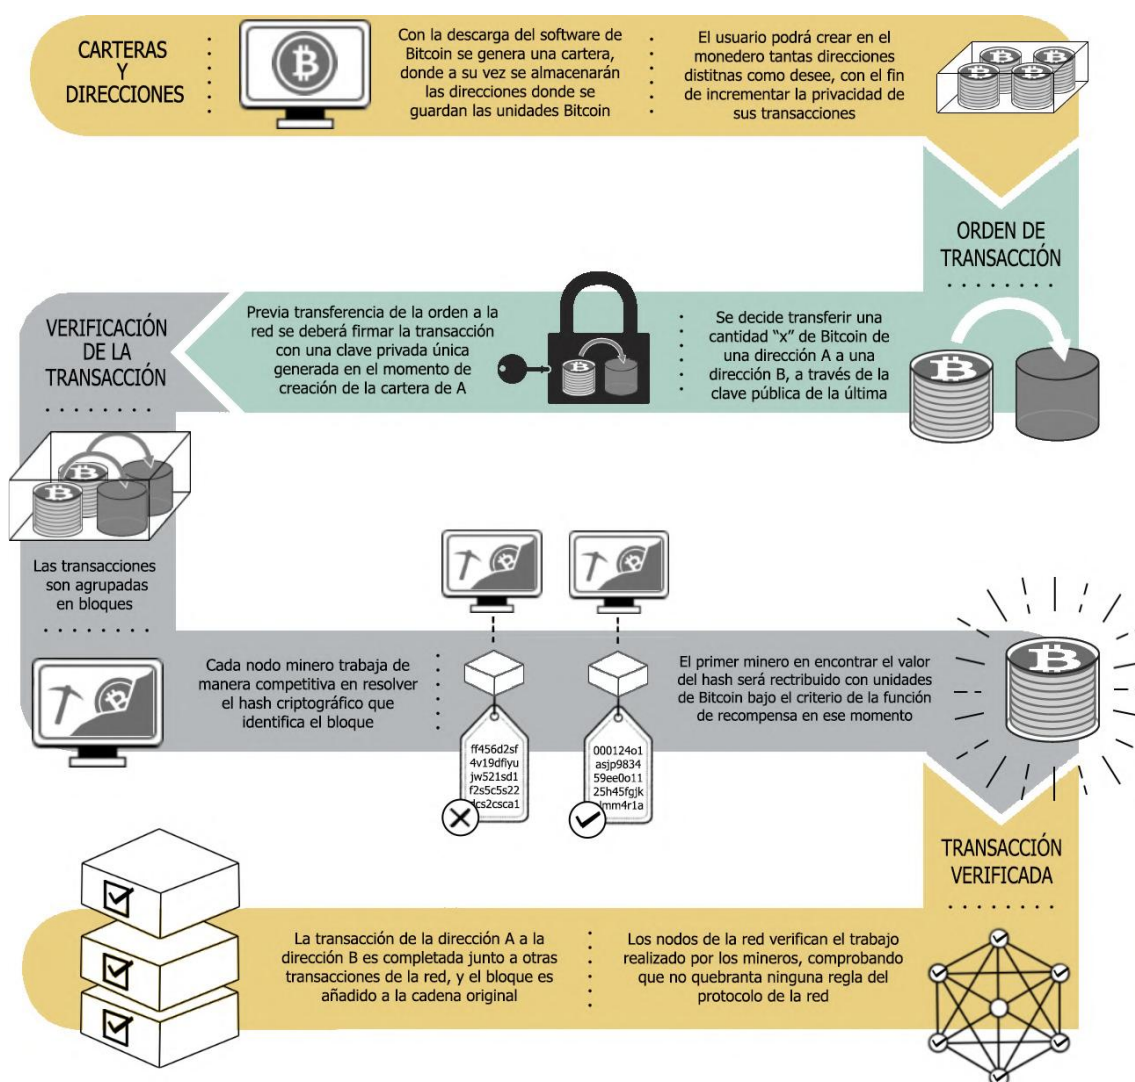 CARTERAS
Y
DIRECCIONES
Con la descarga del software de
Bitcoin se genera una cartera,
donde a su vez se almacenarán
las direcciones donde se
guardan las unidades Bitcoin
El usuario podrá crear en el
monedero tantas direcciones
distitnas como desee, con el fin
de incrementar la privacidad de
sus transacciones
ORDEN DE
TRANSACCIÓN
Se decide transferir una
cantidad “x” de Bitcoin de
una dirección A a una
dirección B, a través de la
clave pública de la última
Previa transferencia de la orden a la
red se deberá firmar la transacción
con una clave privada única
generada en el momento de
creación de la cartera de A
VERIFICACIÓN
DE LA
TRANSACCIÓN
Las transacciones
son agrupadas
en bloques
Cada nodo minero trabaja de
manera competitiva en resolver
el hash criptográfico que
identifica el bloque
ff456d2sf
4v19dfiyu
jw521sd1
f2s5c5s22
000124o1
asjp9834
59ee0o11
25h45fgjk
El primer minero en encontrar el valor
del hash será rectribuido con unidades
de Bitcoin bajo el criterio de la función
de recompensa en ese momento
TRANSACCIÓN
VERIFICADA
Los nodos de la red verifican el trabajo
realizado por los mineros, comprobando
que no quebranta ninguna regla del
protocolo de la red
La transacción de la dirección A a la
dirección B es completada junto a otras
transacciones de la red, y el bloque es
añadido a la cadena original